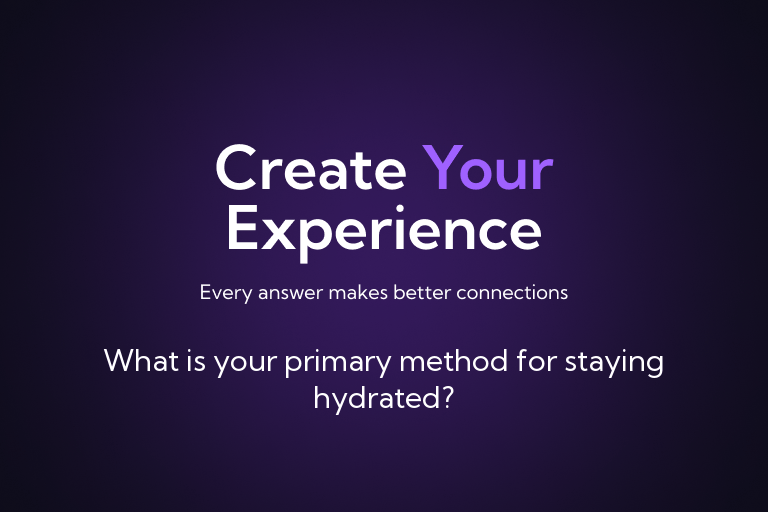 Create Your
Experience
Every answer makes better connections
What is your primary method for staying
hydrated?